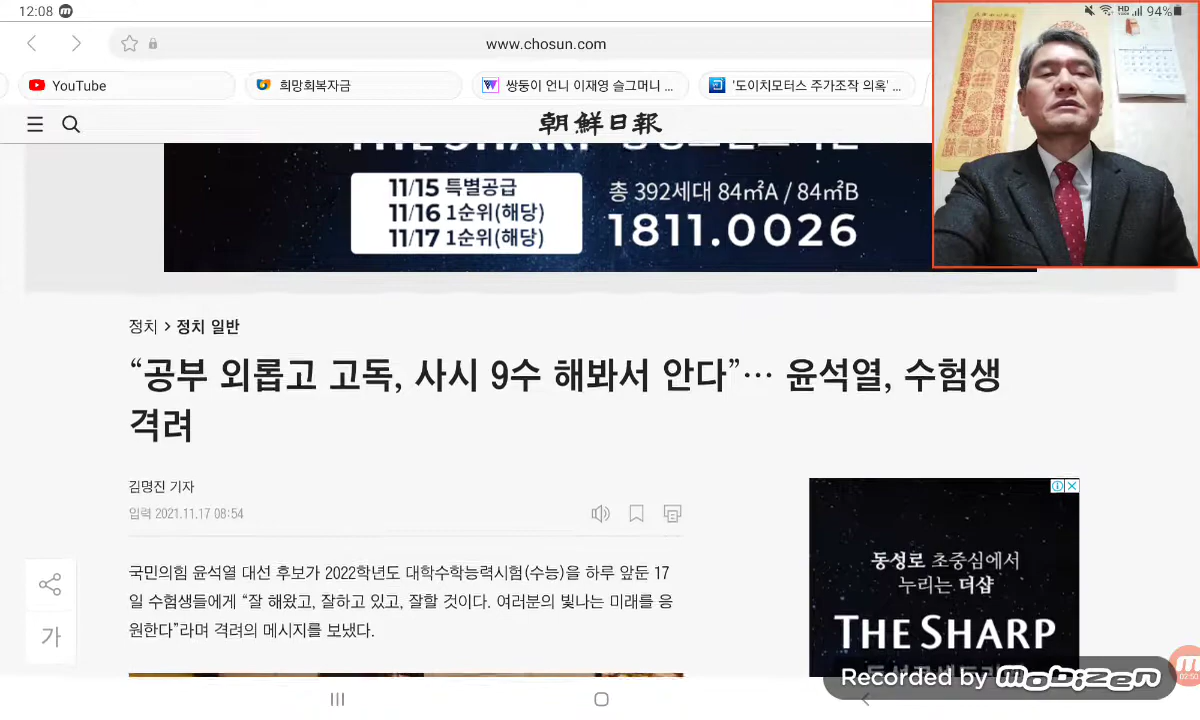 12:08
HD 94%
www.chosun.com
YouTube
희망회복자금
쌍둥이 언니 이재영 슬그머니 ...
'도이치모터스 주가조작 의혹' ...
朝鮮日報
THE SHARP
11/15 특별공급
11/16 1순위(해당)
11/17 1순위(해당)
총 392세대 84㎡A / 84㎡B
1811.0026
정치 > 정치 일반
“공부 외롭고 고독, 사시 9수 해봐서 안다”… 윤석열, 수험생
격려
김명진 기자
입력 2021.11.17 08:54
국민의힘 윤석열 대선 후보가 2022학년도 대학수학능력시험(수능)을 하루 앞둔 17
일 수험생들에게 “잘 해왔고, 잘하고 있고, 잘할 것이다. 여러분의 빛나는 미래를 응
원한다”라며 격려의 메시지를 보냈다.
가
동성로 초중심에서
누리는 더샵
THE SHARP
Recorded by mobizen
02:50